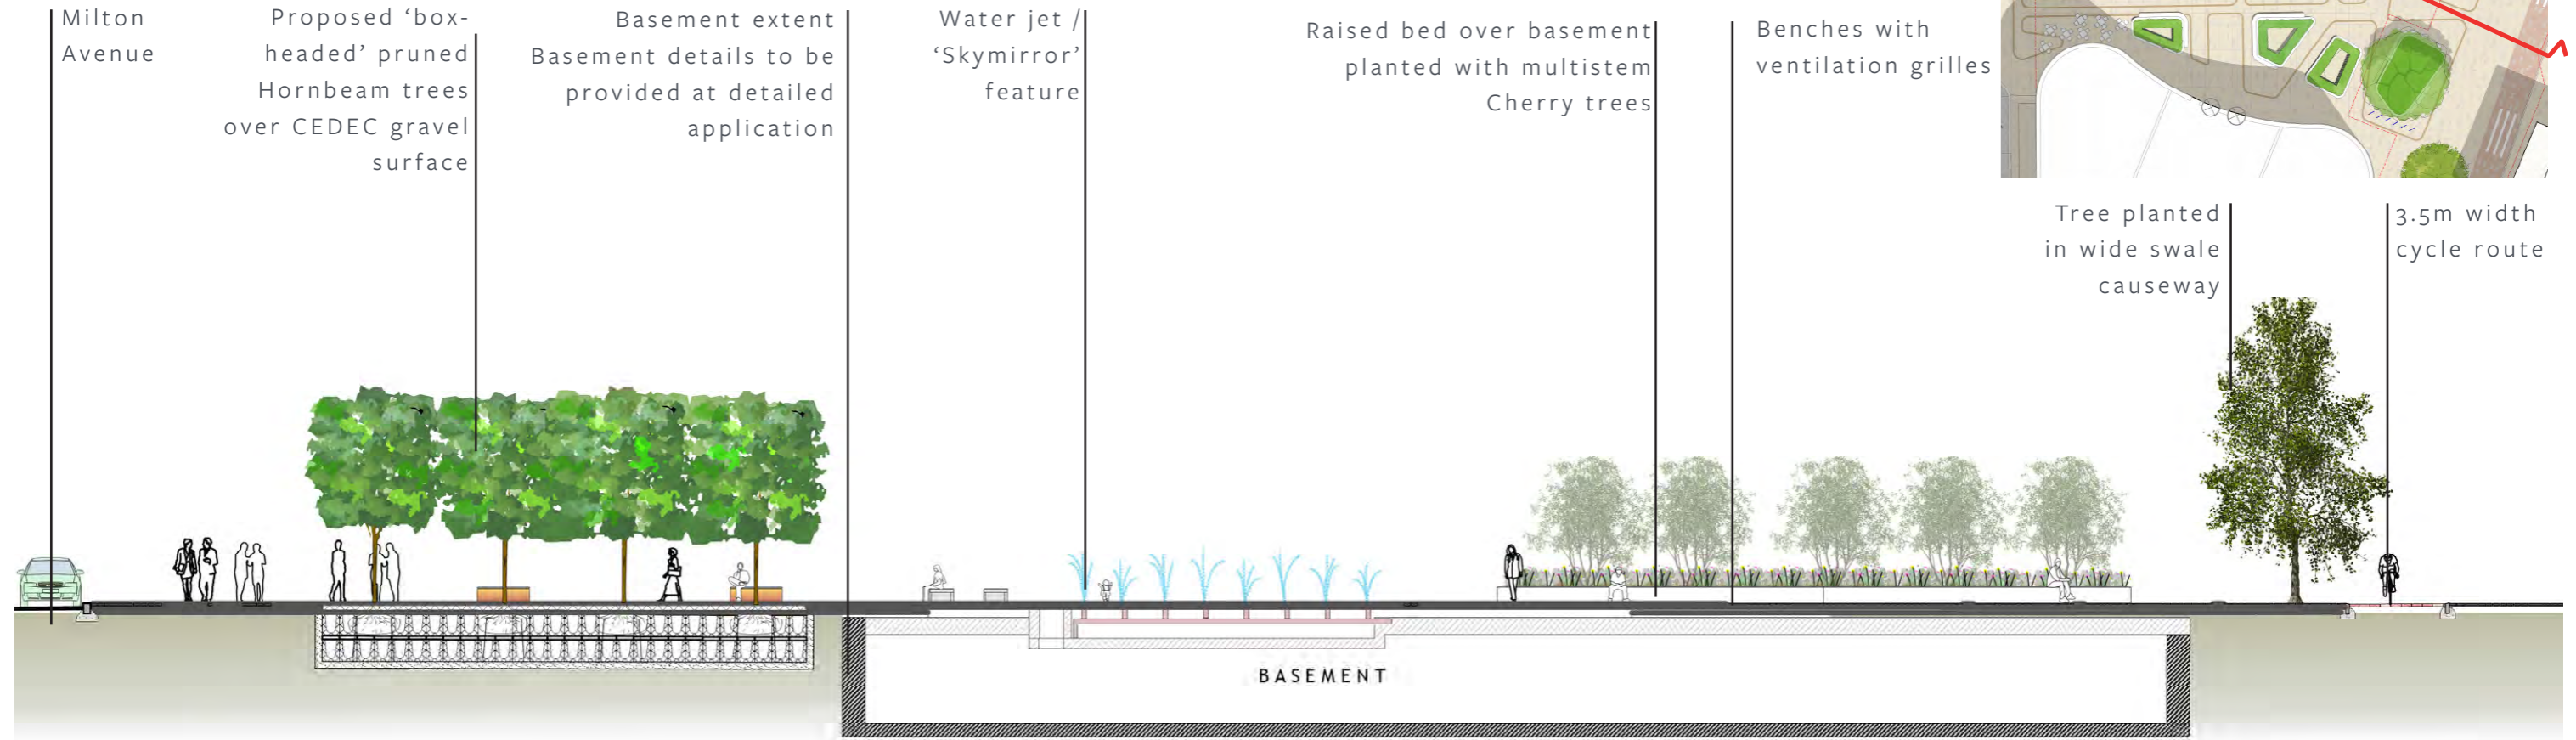 Milton
Avenue
Proposed ‘box-
headed’ pruned
Hornbeam trees
over CEDEC gravel
surface
Basement extent
Basement details to be
provided at detailed
application
Water jet /
‘Skymirror’
feature
Raised bed over basement
planted with multistem
Cherry trees
Benches with
ventilation grilles
Tree planted
in wide swale
causeway
3.5m width
cycle route
BASEMENT